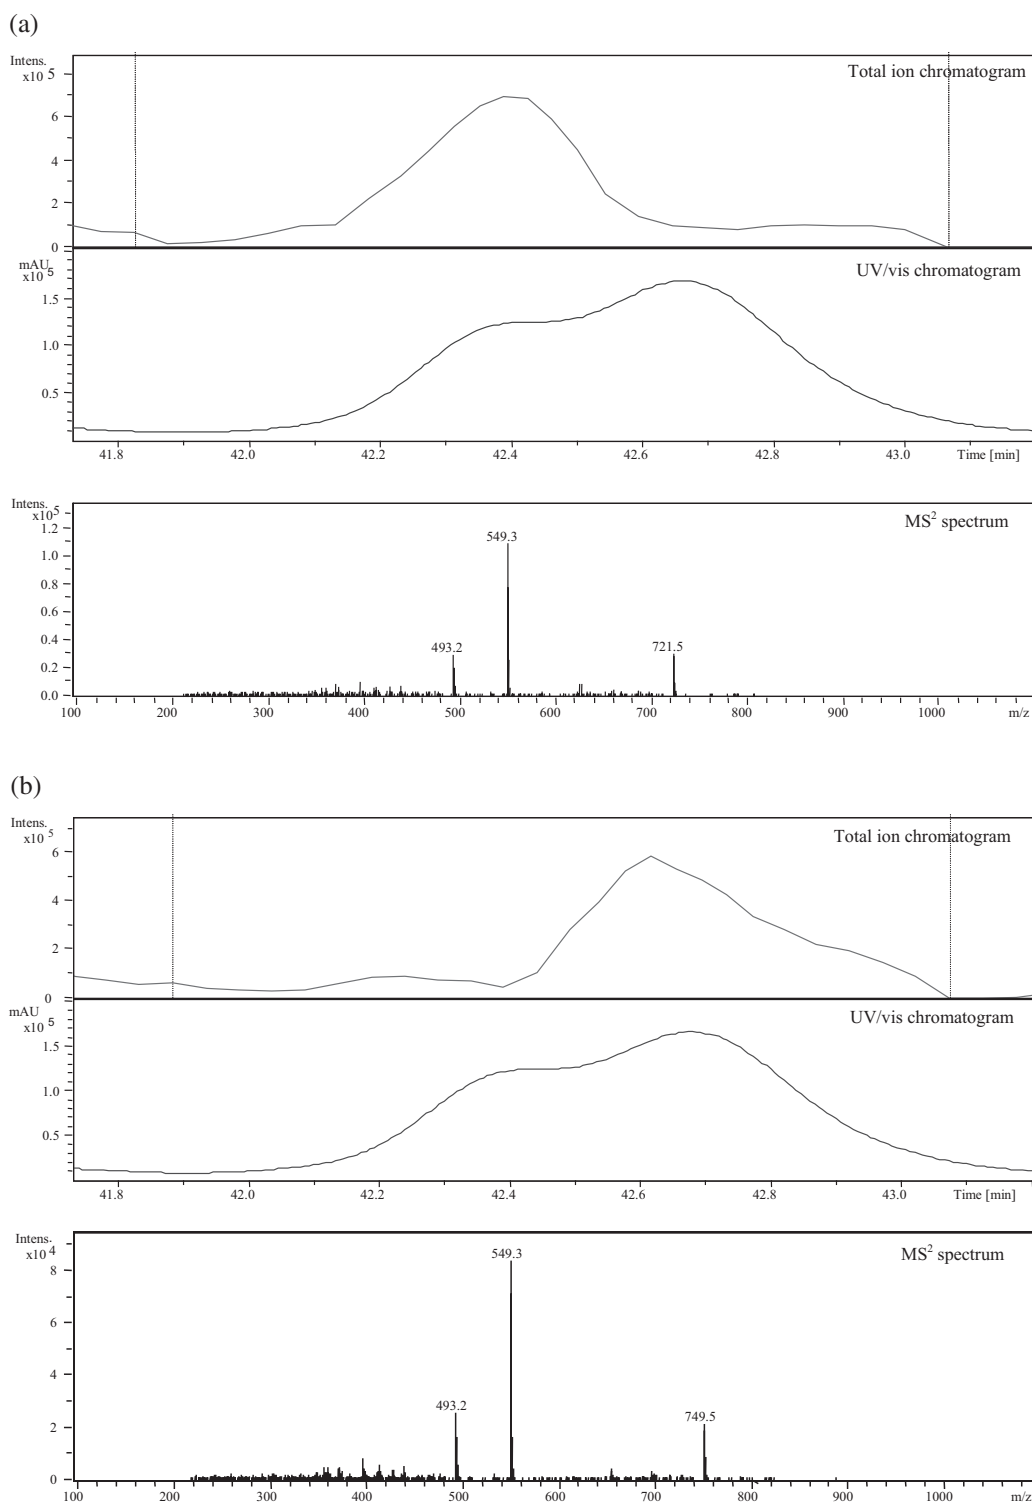 (a)
Intens.
x10 5
Total ion chromatogram
6
4
2
0
mAU
x10 5
UV/vis chromatogram
1.5
1.0
0.5
41.8 42.0 42.2 42.4 42.6 42.8 43.0 Time [min]
Intens.
x10 5
MS2 spectrum
1.2
549.3
1.0
0.8
0.6
0.4
493.2 721.5
0.2
0.0
100 200 300 400 500 600 700 800 900 1000 m/z
(b)
Intens.
x10 5
Total ion chromatogram
6
4
2
0
mAU
x10 5
UV/vis chromatogram
1.5
1.0
0.5
41.8 42.0 42.2 42.4 42.6 42.8 43.0 Time [min]
Intens.
x10 4
MS2 spectrum
549.3
8
6
4
493.2 749.5
2
0
100 200 300 400 500 600 700 800 900 1000 m/z